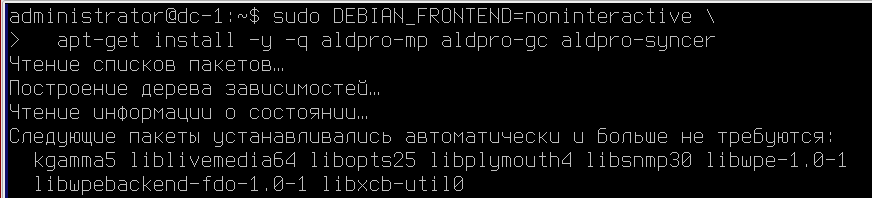 administrator@dc-1:~$ sudo DEBIAN_FRONTEND=noninteractive \
>   apt-get install -y -q aldpro-mp aldpro-gc aldpro-syncer
Чтение списков пакетов…
Построение дерева зависимостей…
Чтение информации о состоянии…
Следующие пакеты устанавливались автоматически и больше не требуются:
  kgamma5 liblivemedia64 libopts25 libplymouth4 libsnmp30 libwpe-1.0-1
  libwpebackend-fdo-1.0-1 libxcb-util0